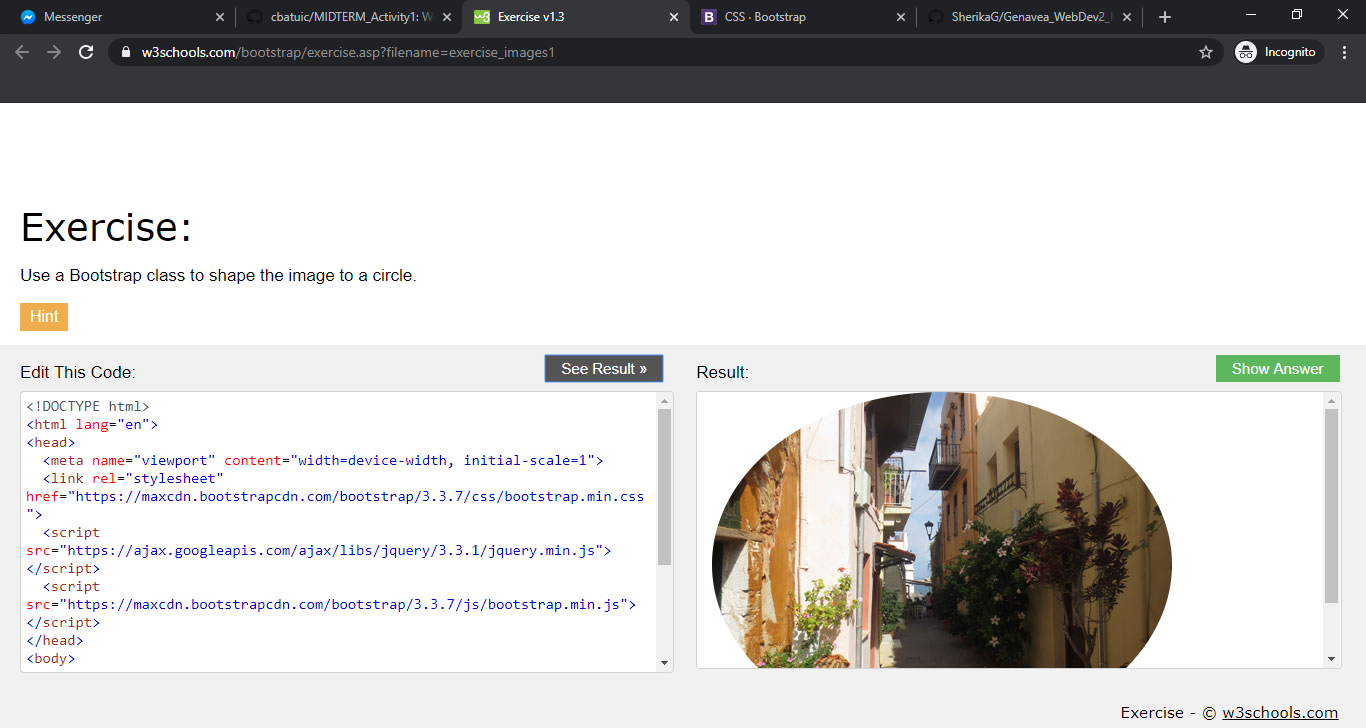 Messenger
cbatuic/MIDTERM_Activity1: W
Exercise v1.3
CSS · Bootstrap
SherikaG/Genavea_WebDev2_
w3schools.com/bootstrap/exercise.asp?filename=exercise_images1
Incognito
Exercise:
Use a Bootstrap class to shape the image to a circle.
Hint
Edit This Code:
See Result »
<!DOCTYPE html>
<html lang="en">
<head>
<meta name="viewport" content="width=device-width, initial-scale=1">
<link rel="stylesheet"
href="https://maxcdn.bootstrapcdn.com/bootstrap/3.3.7/css/bootstrap.min.css
">
<script
src="https://ajax.googleapis.com/ajax/libs/jquery/3.3.1/jquery.min.js">
</script>
<script
src="https://maxcdn.bootstrapcdn.com/bootstrap/3.3.7/js/bootstrap.min.js">
</script>
</head>
<body>
Result:
Show Answer
Exercise - © w3schools.com